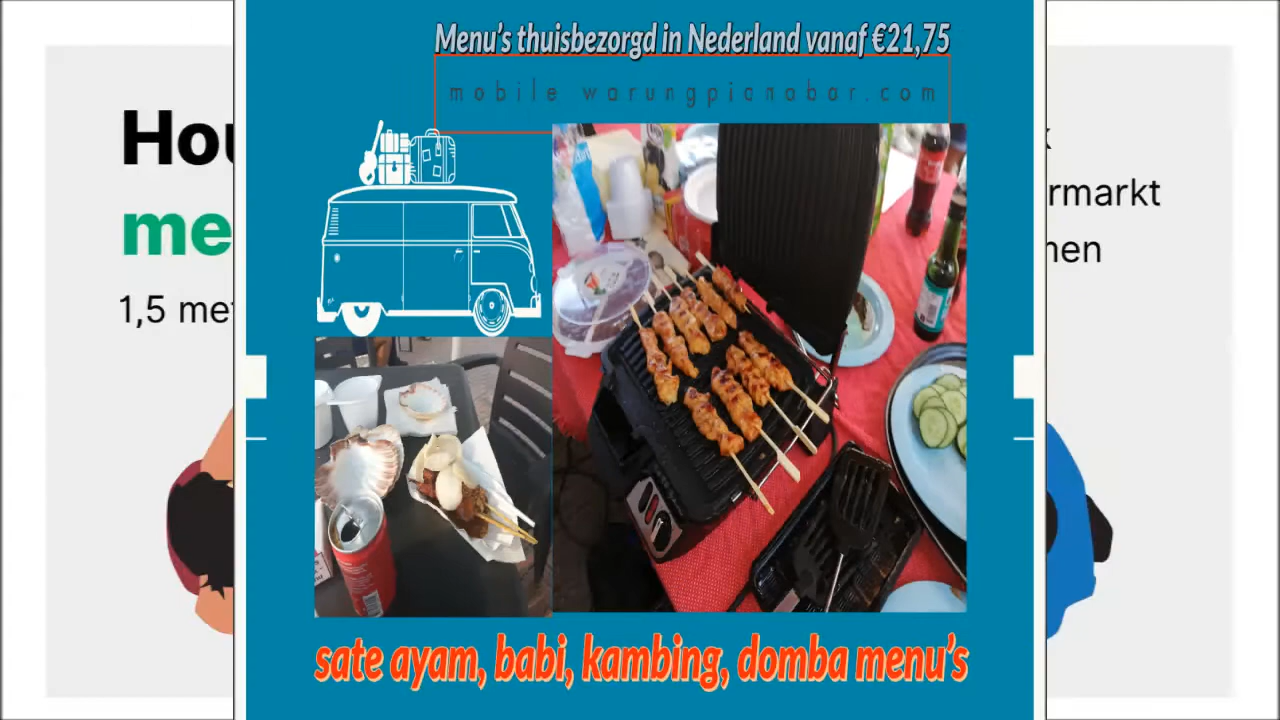 Menu's thuisbezorgd in Nederland vanaf €21,75
mobile warungpianobar.com
Hou
me
1,5 me
rmarkt
nen
sate ayam, babi, kambing, domba menu's